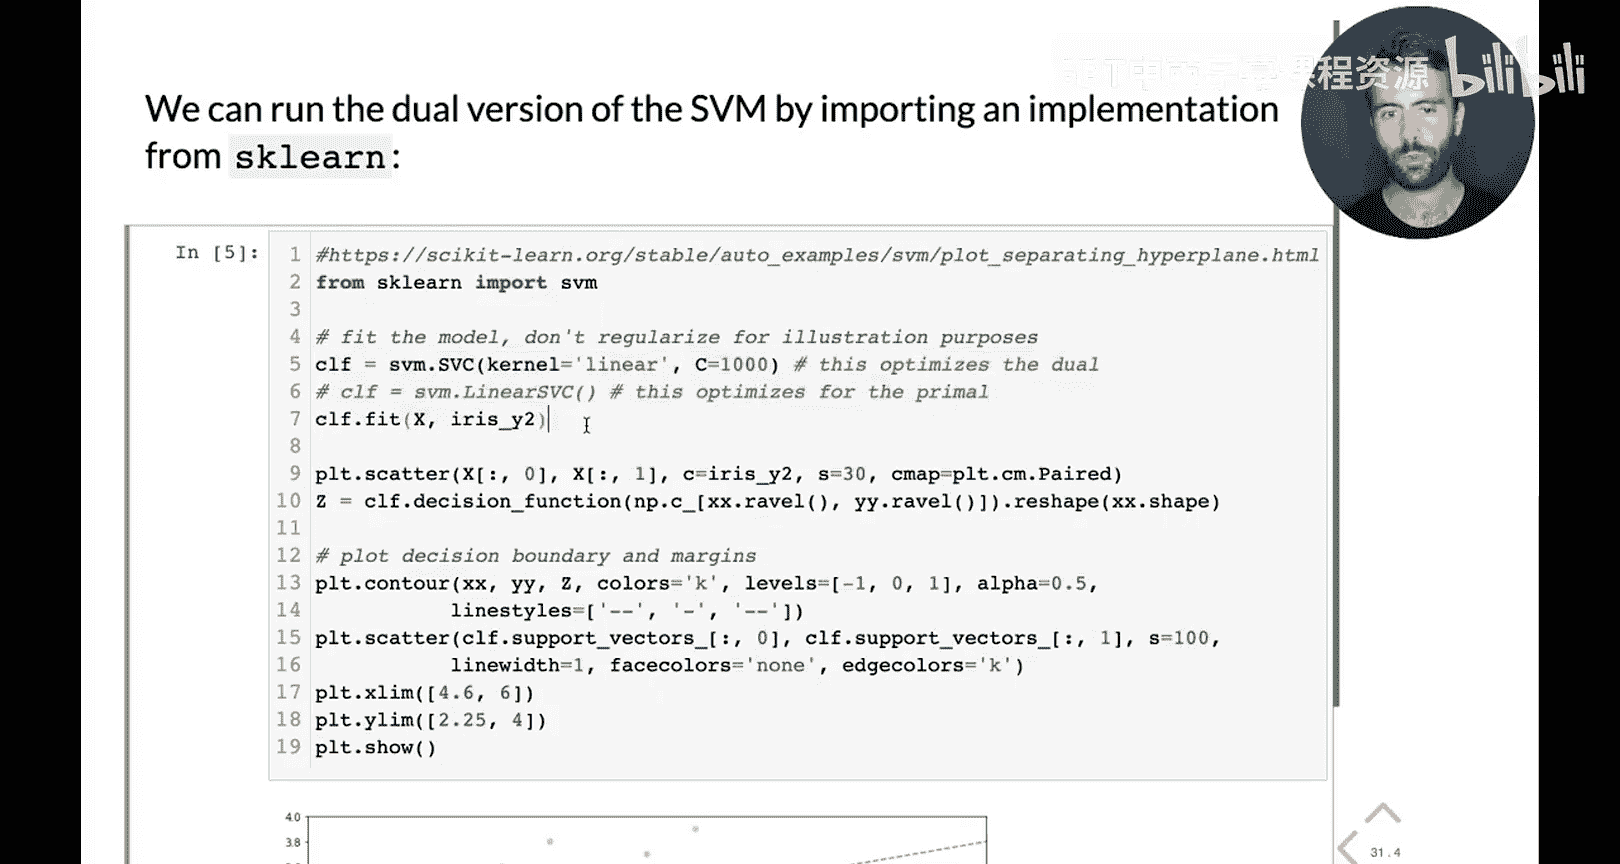 课程资源 bilibili
We can run the dual version of the SVM by importing an implementation
from sklearn:
In [5]:
1 #https://scikit-learn.org/stable/auto_examples/svm/plot_separating_hyperplane.html
2 from sklearn import svm
3
4 # fit the model, don't regularize for illustration purposes
5 clf = svm.SVC(kernel='linear', C=1000) # this optimizes the dual
6 # clf = svm.LinearSVC() # this optimizes for the primal
7 clf.fit(X, iris_y2)
8
9 plt.scatter(X[:, 0], X[:, 1], c=iris_y2, s=30, cmap=plt.cm.Paired)
10 Z = clf.decision_function(np.c_[xx.ravel(), yy.ravel()]).reshape(xx.shape)
11
12 # plot decision boundary and margins
13 plt.contour(xx, yy, Z, colors='k', levels=[-1, 0, 1], alpha=0.5,
14 linestyles=['--', '-', '--'])
15 plt.scatter(clf.support_vectors_[:, 0], clf.support_vectors_[:, 1], s=100,
16 linewidth=1, facecolors='none', edgecolors='k')
17 plt.xlim([4.6, 6])
18 plt.ylim([2.25, 4])
19 plt.show()
4.0
3.8
31.4